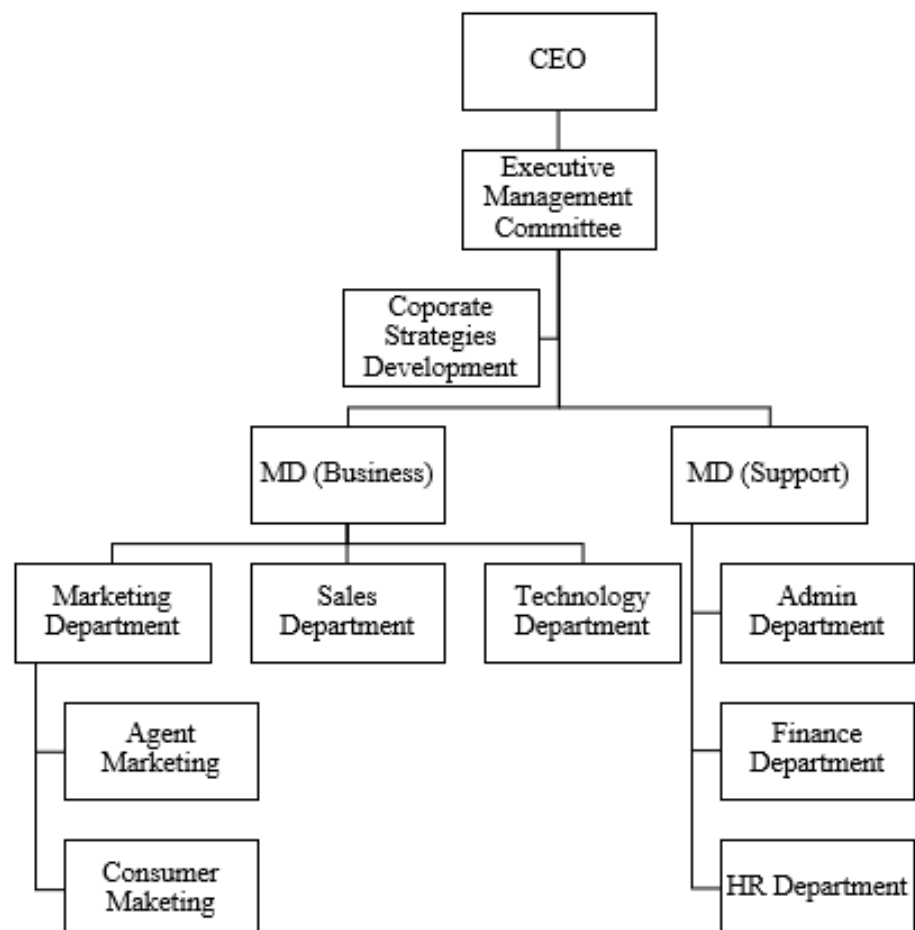 CEO
Executive
Management
Committee
Coporate
Strategies
Development
MD (Business)
MD (Support)
Marketing
Department
Sales
Department
Technology
Department
Admin
Department
Agent
Marketing
Finance
Department
Consumer
Maketing
HR Department